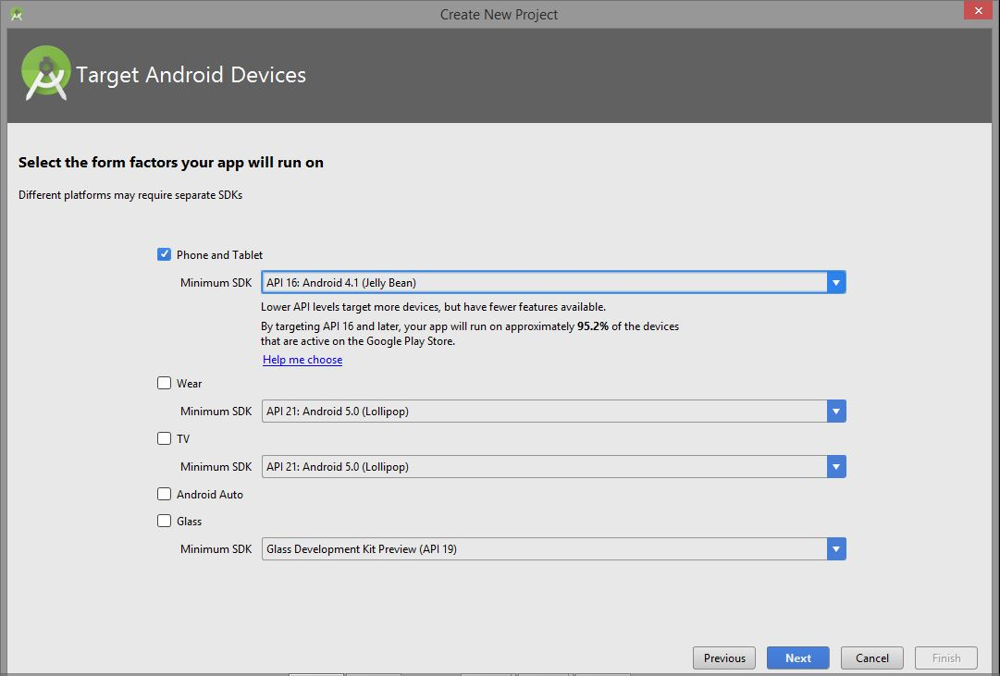 Create New Project
Target Android Devices
Select the form factors your app will run on
Different platforms may require separate SDKs
Phone and Tablet
Minimum SDK API 16: Android 4.1 (Jelly Bean)
Lower API levels target more devices, but have fewer features available.
By targeting API 16 and later, your app will run on approximately 95.2% of the devices
that are active on the Google Play Store.
Help me choose
Wear
Minimum SDK API 21: Android 5.0 (Lollipop)
TV
Minimum SDK API 21: Android 5.0 (Lollipop)
Android Auto
Glass
Minimum SDK Glass Development Kit Preview (API 19)
Previous Next Cancel Finish